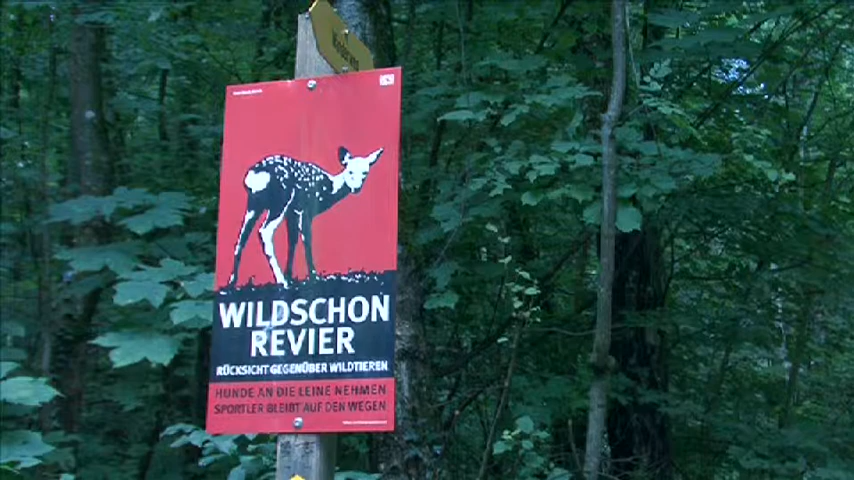 WILDSCHON
REVIER
RÜCKSICHT GEGENÜBER WILDTIEREN
HUNDE AN DIE LEINE NEHMEN
SPORTLER BLEIBT AUF DEN WEGEN